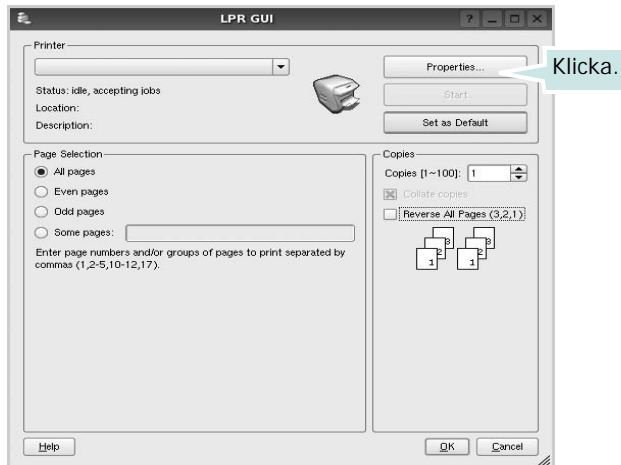 LPR GUI
Printer
Properties...
Klicka.
Status: idle, accepting jobs
Start
Location:
Description:
Set as Default
Page Selection
All pages
Even pages
Odd pages
Some pages:
Enter page numbers and/or groups of pages to print separated by
commas (1,2-5,10-12,17).
Copies
Copies [1~100]: 1
Collate copies
Reverse All Pages (3,2,1)
3 3
2 2
1 1
Help
OK
Cancel